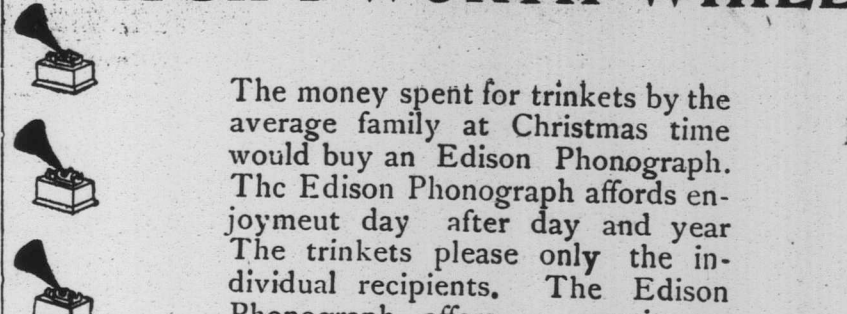 The money spent for trinkets by the
average family at Christmas time
would buy an Edison Phonograph.
Thc Edison Phonograph affords en-
joymeut day after day and year
The trinkets please only the in-
dividual recipients. The Edison